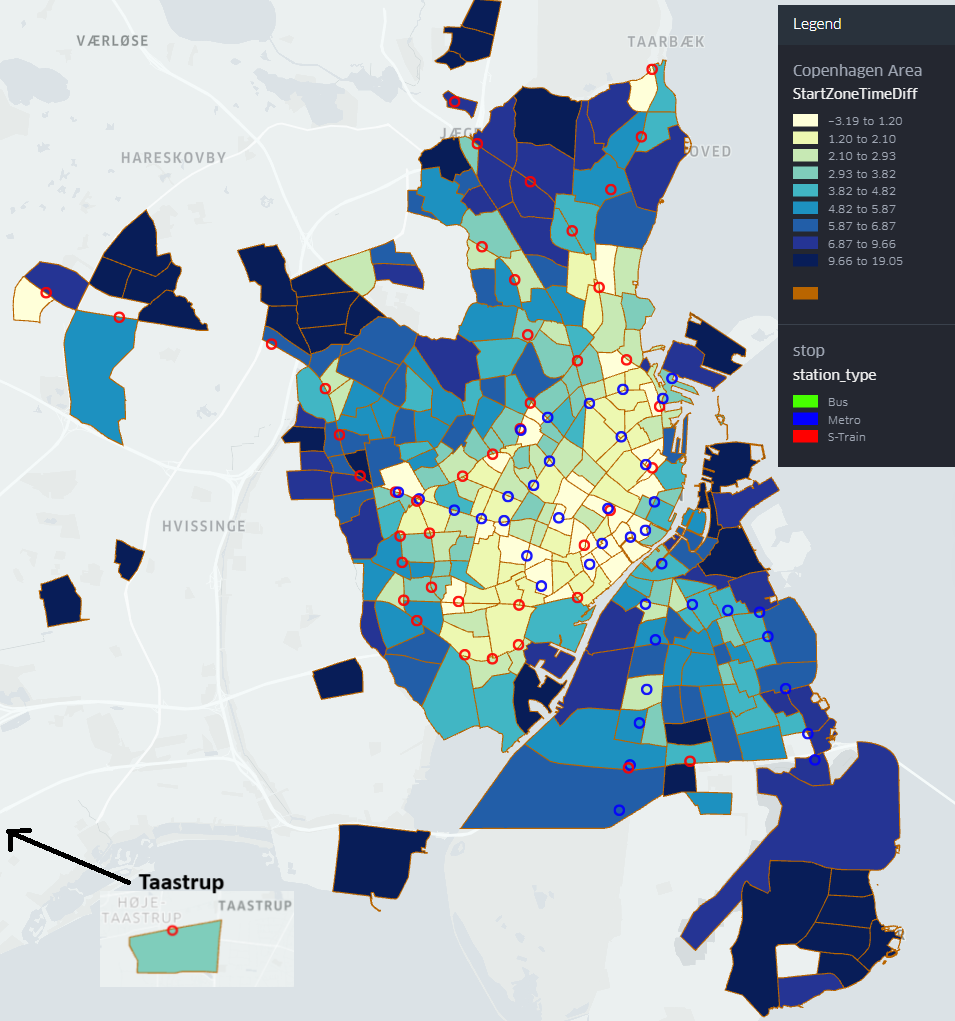 VÆRLØSE
TAARBÆK
HARESKOVBY
OVED
HVISSINGE
Taastrup
HØJE-
TAASTRUP
TAASTRUP
Legend
Copenhagen Area
StartZoneTimeDiff
−3.19 to 1.20
1.20 to 2.10
2.10 to 2.93
2.93 to 3.82
3.82 to 4.82
4.82 to 5.87
5.87 to 6.87
6.87 to 9.66
9.66 to 19.05
stop
station_type
Bus
Metro
S-Train